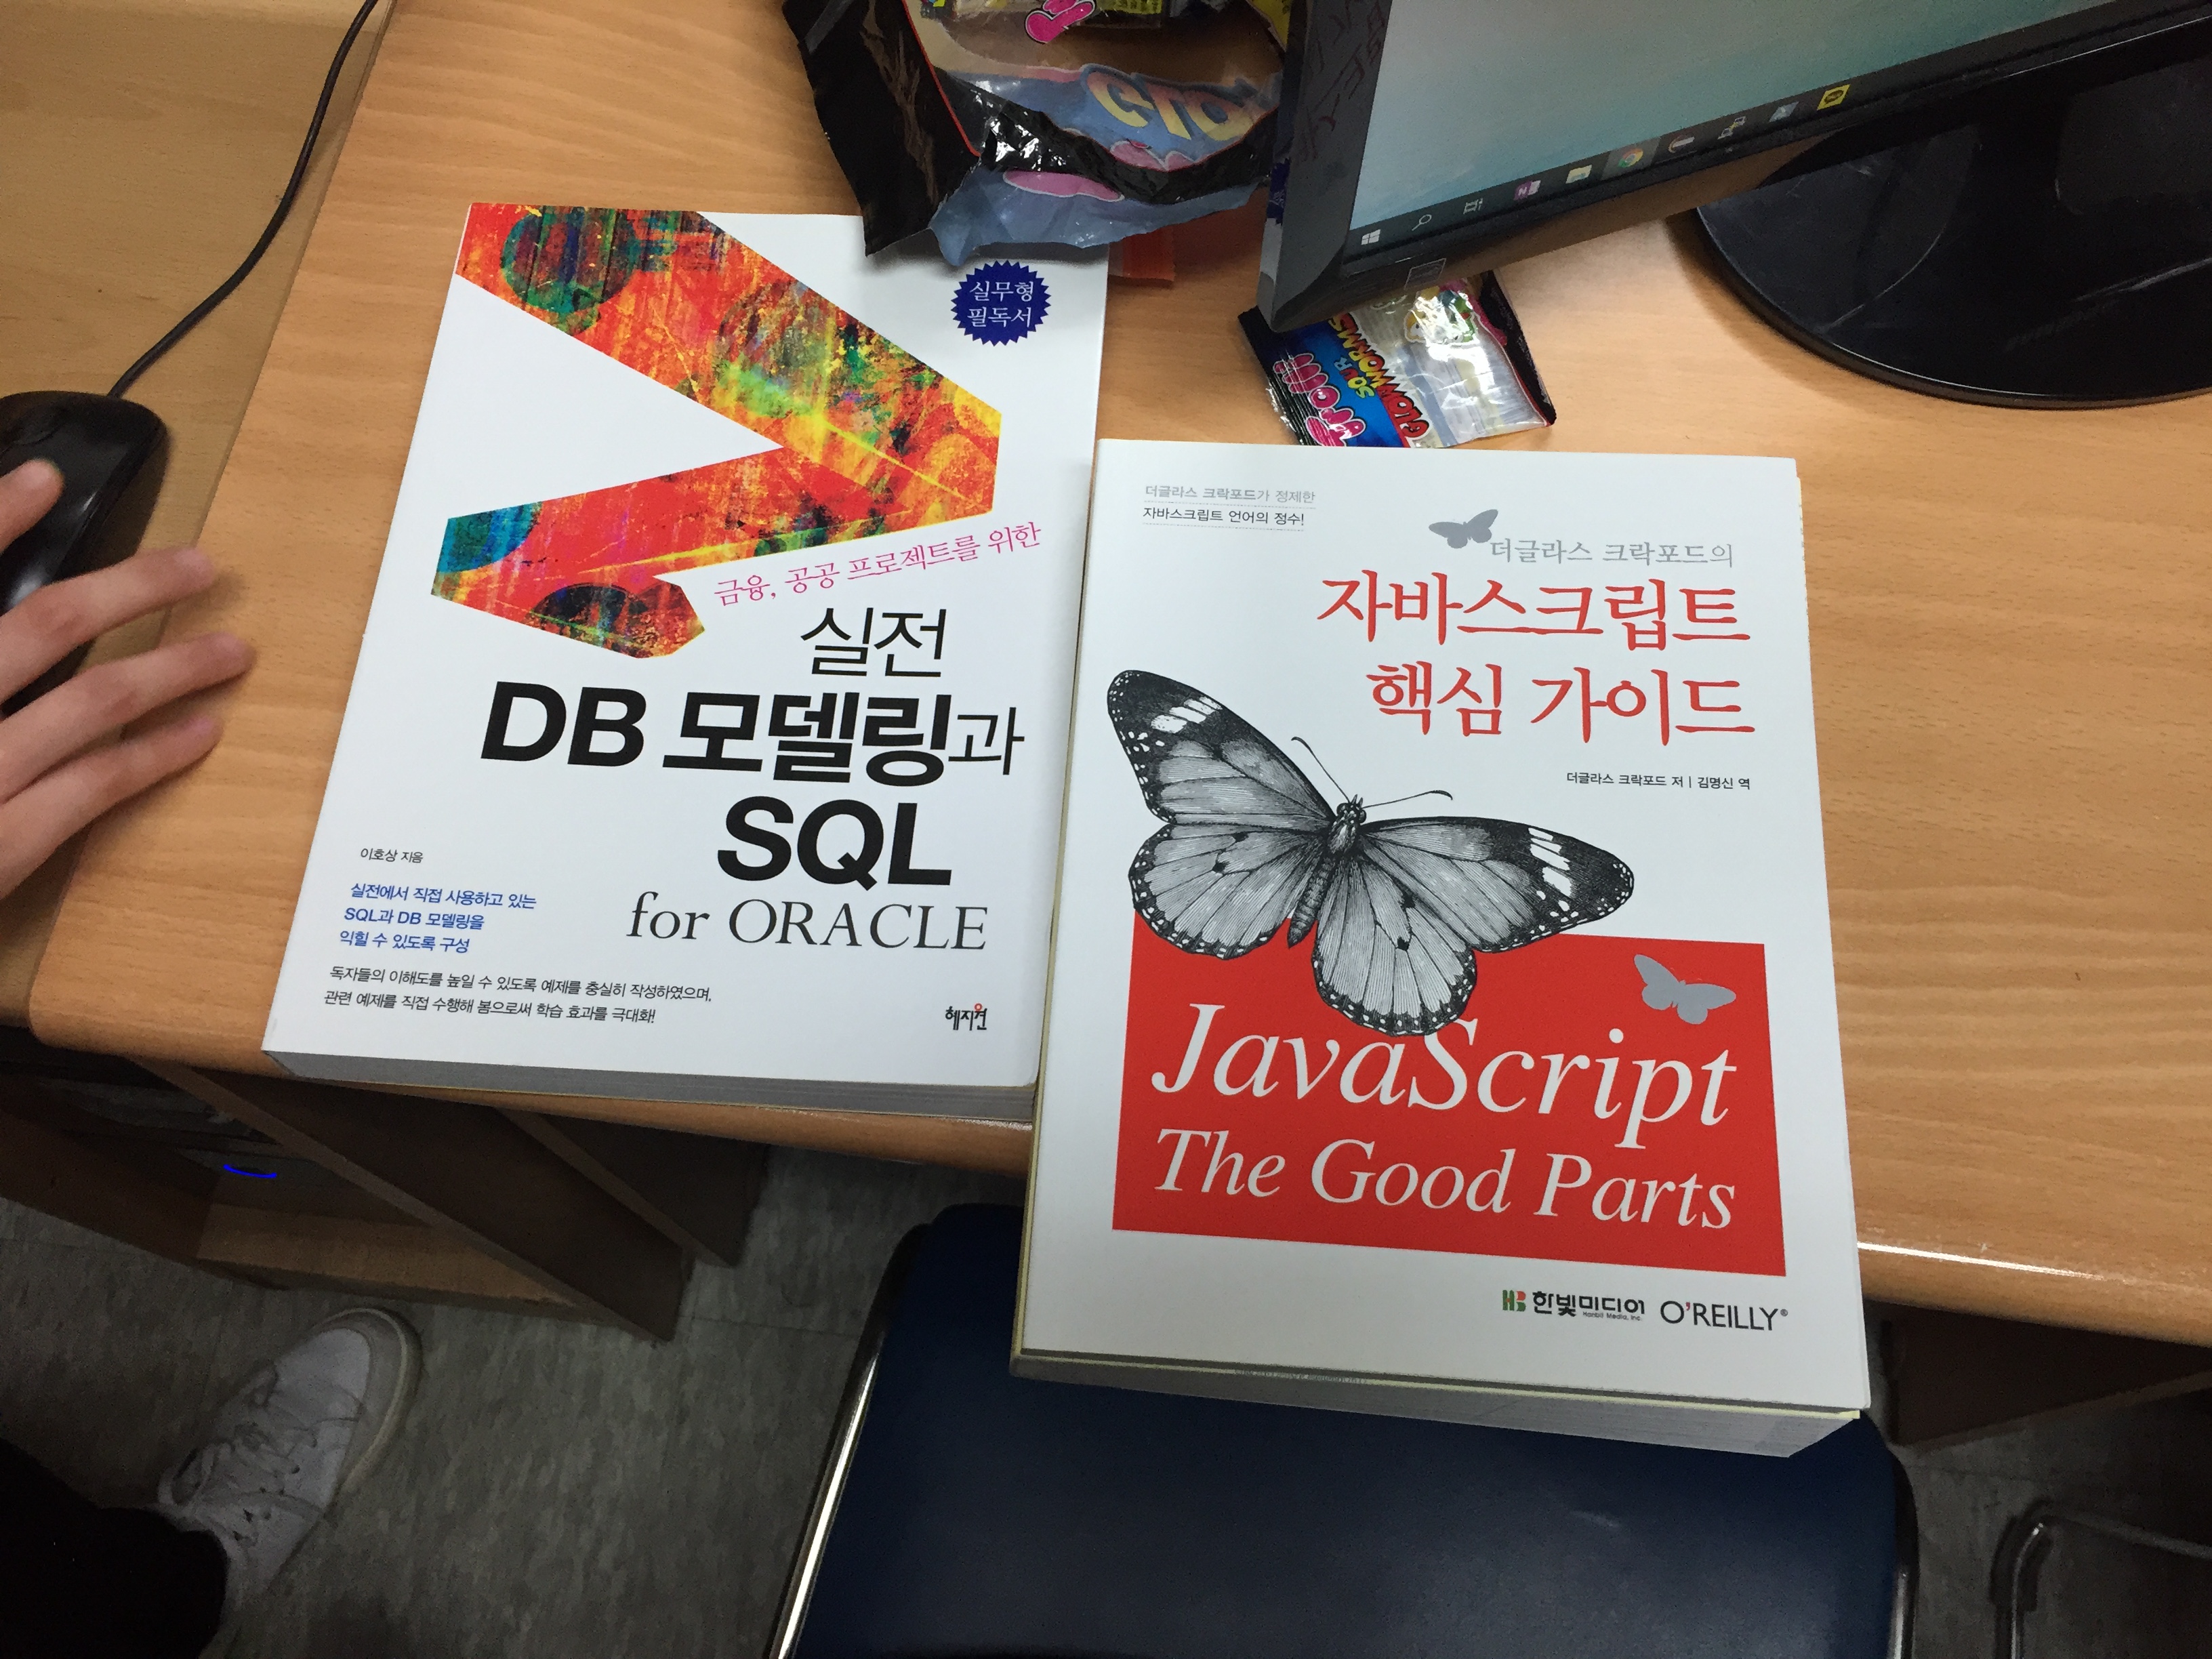 실무형
필독서
금융, 공공 프로젝트를 위한
실전
DB 모델링과
SQL
for ORACLE
이호상 지음
실전에서 직접 사용하고 있는
SQL과 DB 모델링을
익힐 수 있도록 구성
독자들의 이해도를 높일 수 있도록 예제를 충실히 작성하였으며,
관련 예제를 직접 수행해 봄으로써 학습 효과를 극대화!
혜지원
더글라스 크락포드가 정제한
자바스크립트 언어의 정수!
더글라스 크락포드의
자바스크립트
핵심 가이드
더글라스 크락포드 저 | 김명신 역
JavaScript
The Good Parts
HB 한빛미디어 O'REILLY®
Hanbit Media, Inc.
Trolli
SOUR
GLOWWORMS